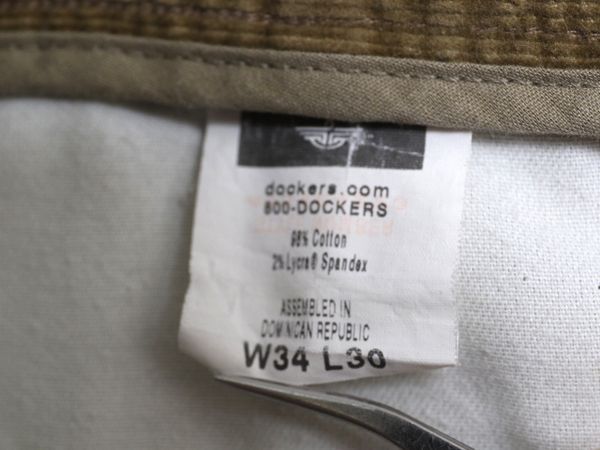 dockers.com
800-DOCKERS
98% Cotton
2% Lycra® Spandex
ASSEMBLED IN
DOMINICAN REPUBLIC
W34 L30